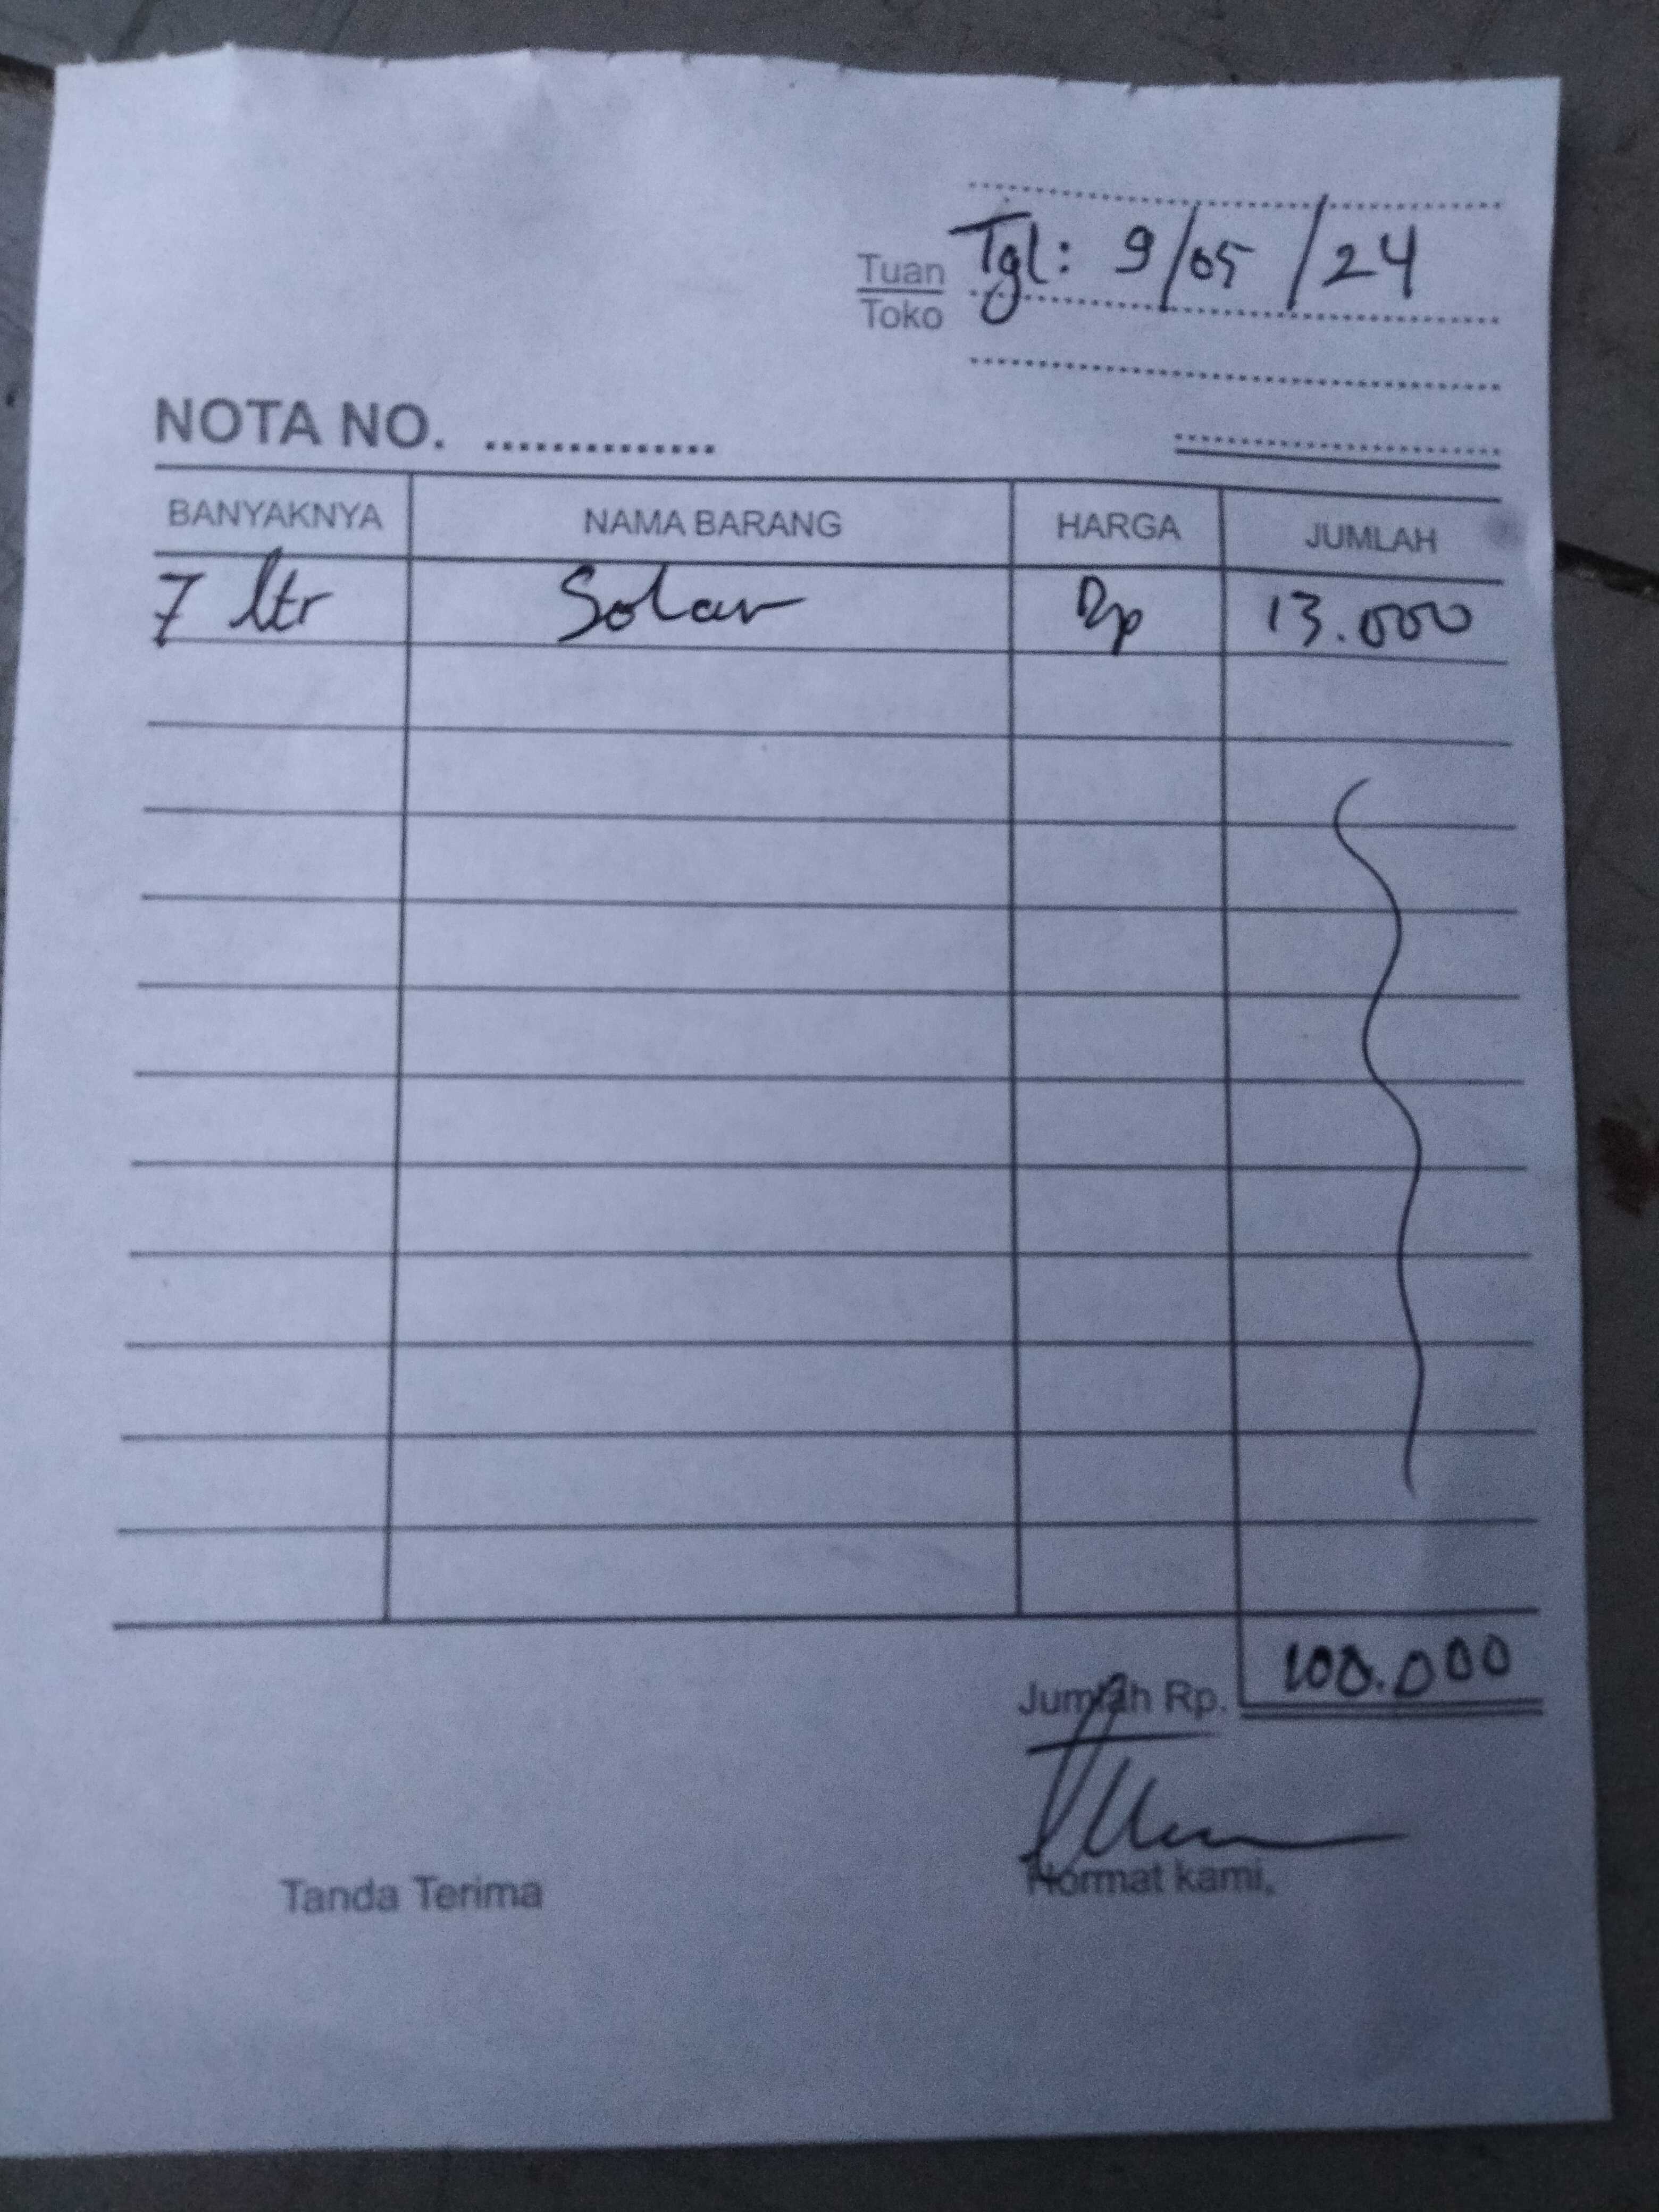 Tuan Tgl: 9/05/24
Toko
NOTA NO. ..............
BANYAKNYA NAMA BARANG HARGA JUMLAH
7 ltr Solar Rp 13.000
Jumlah Rp. 100.000
Tanda Terima Hormat kami,